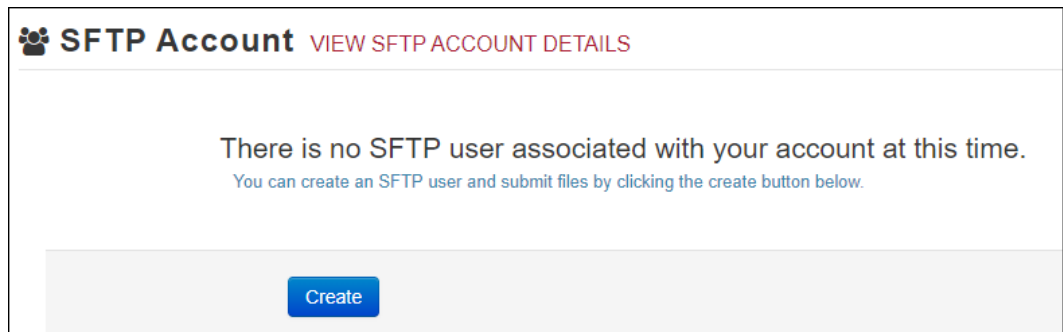 SFTP Account VIEW SFTP ACCOUNT DETAILS
There is no SFTP user associated with your account at this time.
You can create an SFTP user and submit files by clicking the create button below.
Create